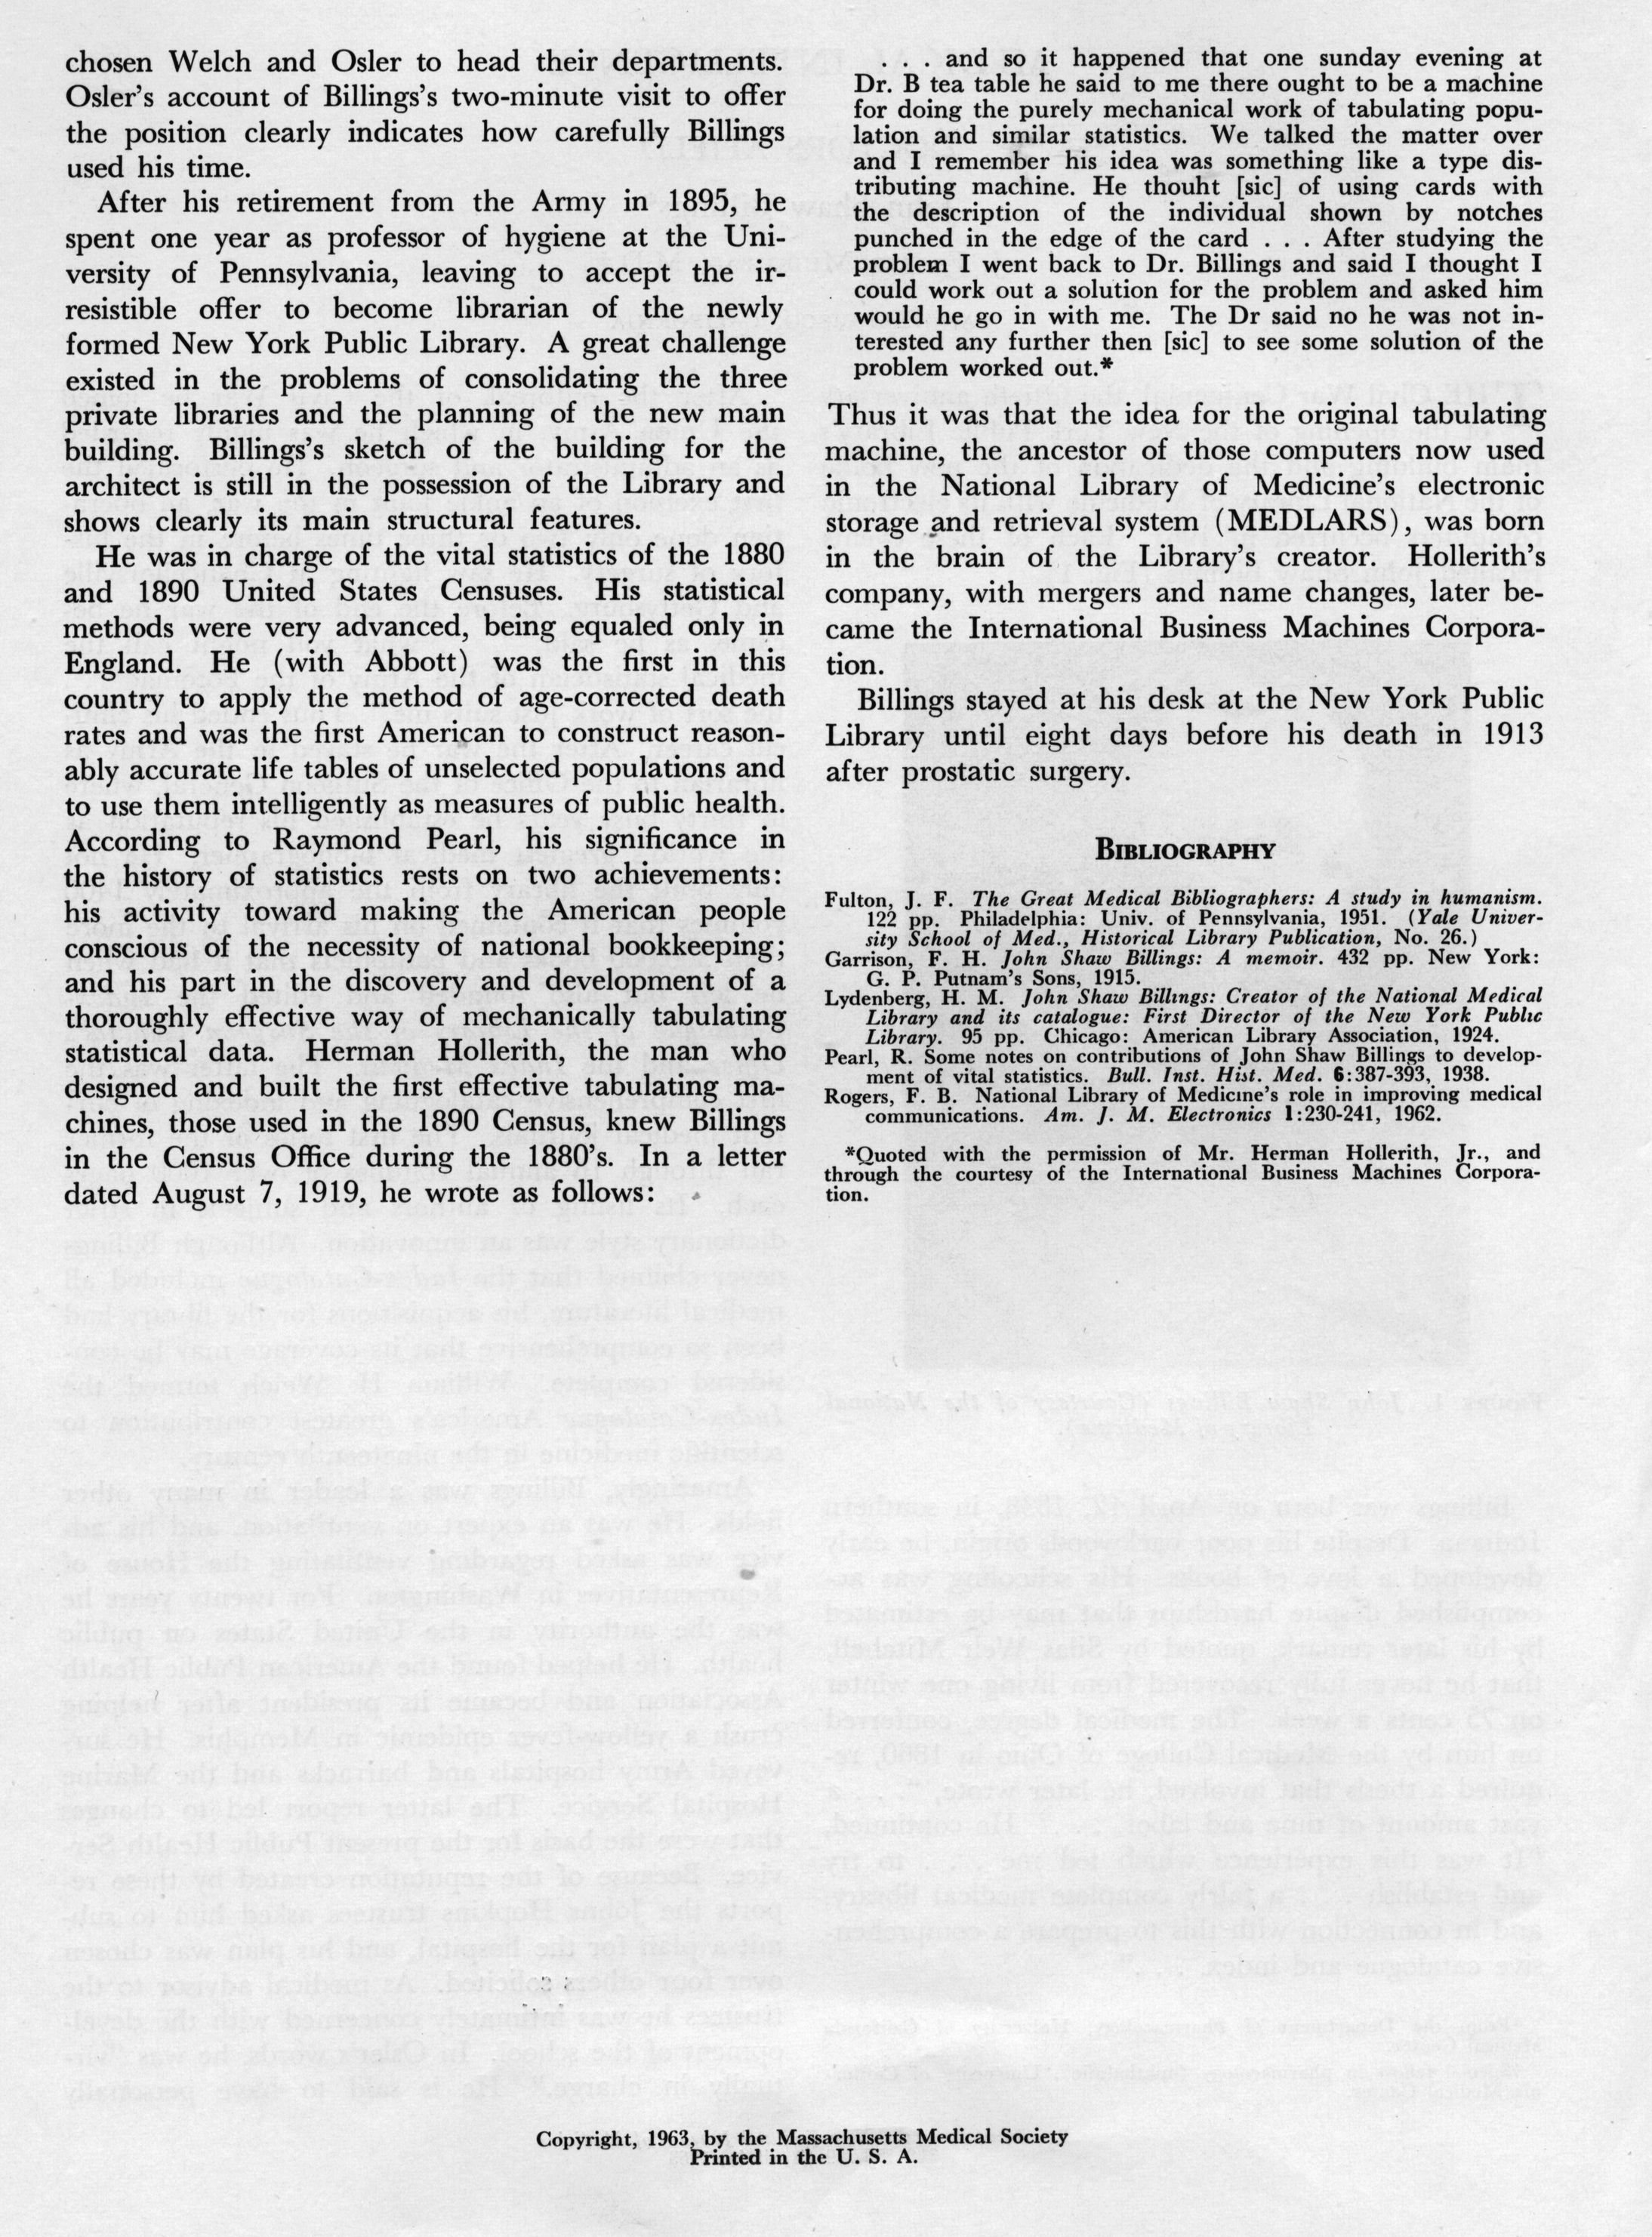 chosen Welch and Osler to head their departments.
Osler's account of Billings's two-minute visit to offer
the position clearly indicates how carefully Billings
used his time.
After his retirement from the Army in 1895, he
spent one year as professor of hygiene at the Uni-
versity of Pennsylvania, leaving to accept the ir-
resistible offer to become librarian of the newly
formed New York Public Library. A great challenge
existed in the problems of consolidating the three
private libraries and the planning of the new main
building. Billings's sketch of the building for the
architect is still in the possession of the Library and
shows clearly its main structural features.
He was in charge of the vital statistics of the 1880
and 1890 United States Censuses. His statistical
methods were very advanced, being equaled only in
England. He (with Abbott) was the first in this
country to apply the method of age-corrected death
rates and was the first American to construct reason-
ably accurate life tables of unselected populations and
to use them intelligently as measures of public health.
According to Raymond Pearl, his significance in
the history of statistics rests on two achievements:
his activity toward making the American people
conscious of the necessity of national bookkeeping;
and his part in the discovery and development of a
thoroughly effective way of mechanically tabulating
statistical data. Herman Hollerith, the man who
designed and built the first effective tabulating ma-
chines, those used in the 1890 Census, knew Billings
in the Census Office during the 1880's. In a letter
dated August 7, 1919, he wrote as follows:
. . . and so it happened that one sunday evening at
Dr. B tea table he said to me there ought to be a machine
for doing the purely mechanical work of tabulating popu-
lation and similar statistics. We talked the matter over
and I remember his idea was something like a type dis-
tributing machine. He thouht [sic] of using cards with
the description of the individual shown by notches
punched in the edge of the card . . . After studying the
problem I went back to Dr. Billings and said I thought I
could work out a solution for the problem and asked him
would he go in with me. The Dr said no he was not in-
terested any further then [sic] to see some solution of the
problem worked out.*
Thus it was that the idea for the original tabulating
machine, the ancestor of those computers now used
in the National Library of Medicine's electronic
storage and retrieval system (MEDLARS), was born
in the brain of the Library's creator. Hollerith's
company, with mergers and name changes, later be-
came the International Business Machines Corpora-
tion.
Billings stayed at his desk at the New York Public
Library until eight days before his death in 1913
after prostatic surgery.
BIBLIOGRAPHY
Fulton, J. F. The Great Medical Bibliographers: A study in humanism.
122 pp. Philadelphia: Univ. of Pennsylvania, 1951. (Yale Univer-
sity School of Med., Historical Library Publication, No. 26.)
Garrison, F. H. John Shaw Billings: A memoir. 432 pp. New York:
G. P. Putnam's Sons, 1915.
Lydenberg, H. M. John Shaw Billings: Creator of the National Medical
Library and its catalogue: First Director of the New York Public
Library. 95 pp. Chicago: American Library Association, 1924.
Pearl, R. Some notes on contributions of John Shaw Billings to develop-
ment of vital statistics. Bull. Inst. Hist. Med. 6:387-393, 1938.
Rogers, F. B. National Library of Medicine's role in improving medical
communications. Am. J. M. Electronics 1:230-241, 1962.
*Quoted with the permission of Mr. Herman Hollerith, Jr., and
through the courtesy of the International Business Machines Corpora-
tion.
Copyright, 1963, by the Massachusetts Medical Society
Printed in the U. S. A.